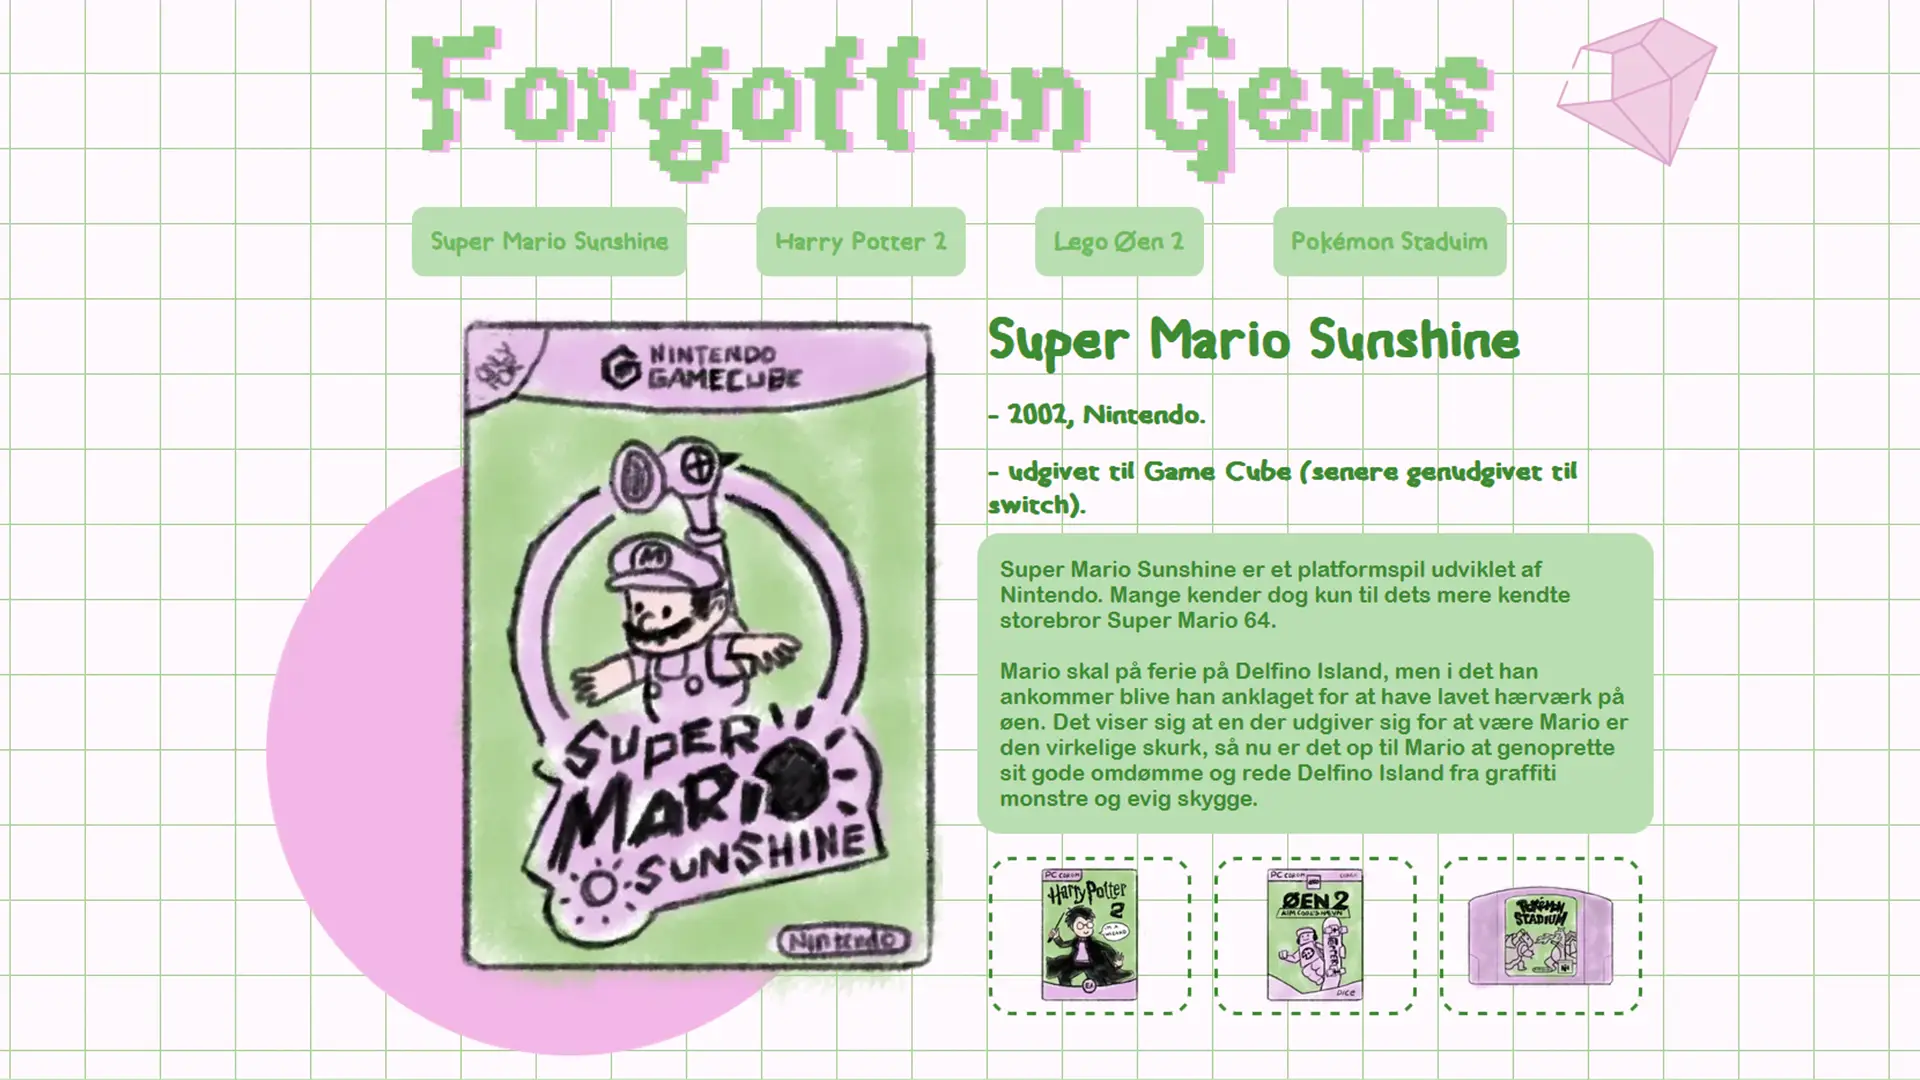 Forgotten Gems
Super Mario Sunshine
Harry Potter 2
Lego Øen 2
Pokémon Staduim
NINTENDO
GAMECUBE
M
SUPER
MARIO
SUNSHINE
Nintendo
Super Mario Sunshine
- 2002, Nintendo.
- udgivet til Game Cube (senere genudgivet til
switch).
Super Mario Sunshine er et platformspil udviklet af
Nintendo. Mange kender dog kun til dets mere kendte
storebror Super Mario 64.
Mario skal på ferie på Delfino Island, men i det han
ankommer blive han anklaget for at have lavet hærværk på
øen. Det viser sig at en der udgiver sig for at være Mario er
den virkelige skurk, så nu er det op til Mario at genoprette
sit gode omdømme og rede Delfino Island fra graffiti
monstre og evig skygge.
PC CDROM
Harry Potter
2
EA
PC CDROM
ØEN 2
DICE
POKéMON
STADIUM